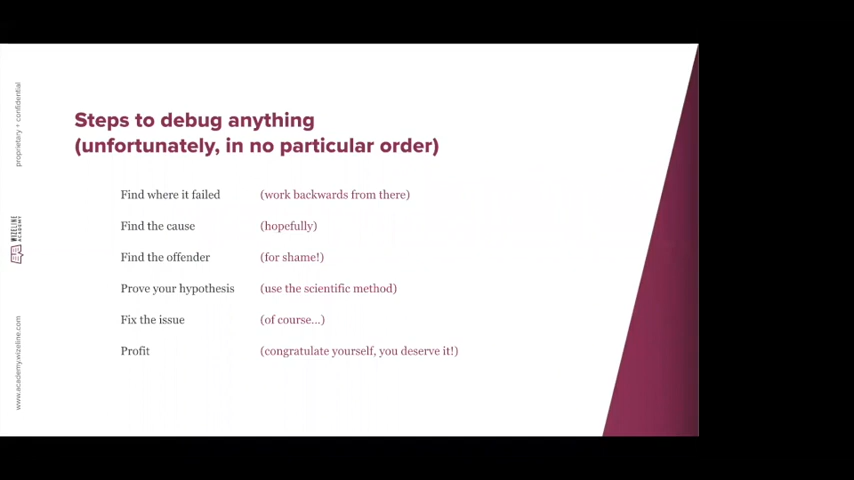 Steps to debug anything
(unfortunately, in no particular order)
Find where it failed (work backwards from there)
Find the cause (hopefully)
Find the offender (for shame!)
Prove your hypothesis (use the scientific method)
Fix the issue (of course...)
Profit (congratulate yourself, you deserve it!)
proprietary + confidential
WIZELINE
ACADEMY
www.academy.wizeline.com